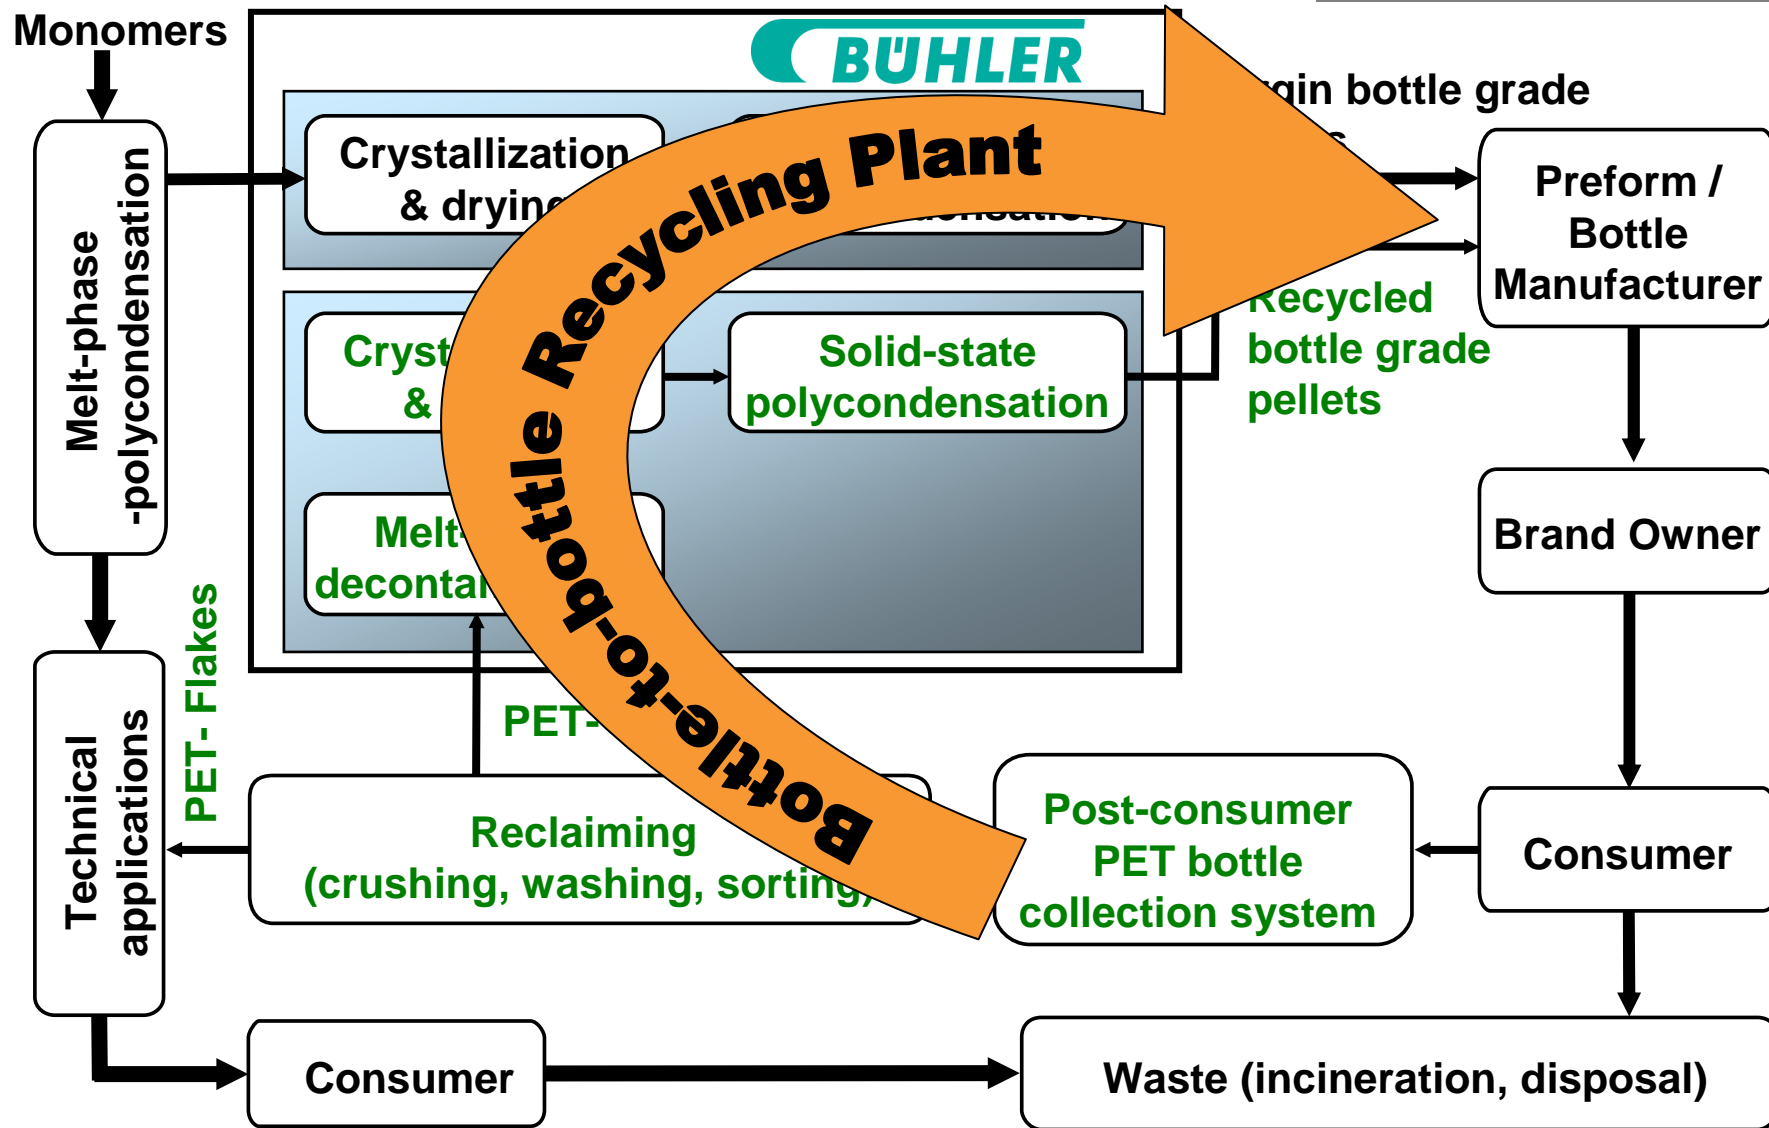 Monomers
BÜHLER
rgin bottle grade
Crystallization
& drying
Bottle-to-bottle Recycling Plant
Preform /
Bottle
Manufacturer
Melt-phase
-polycondensation
Recycled
bottle grade
pellets
Cryst
&
Solid-state
polycondensation
Melt-
decontar
Brand Owner
PET- Flakes
PET-
Technical
applications
Reclaiming
(crushing, washing, sorting)
Post-consumer
PET bottle
collection system
Consumer
Consumer
Waste (incineration, disposal)